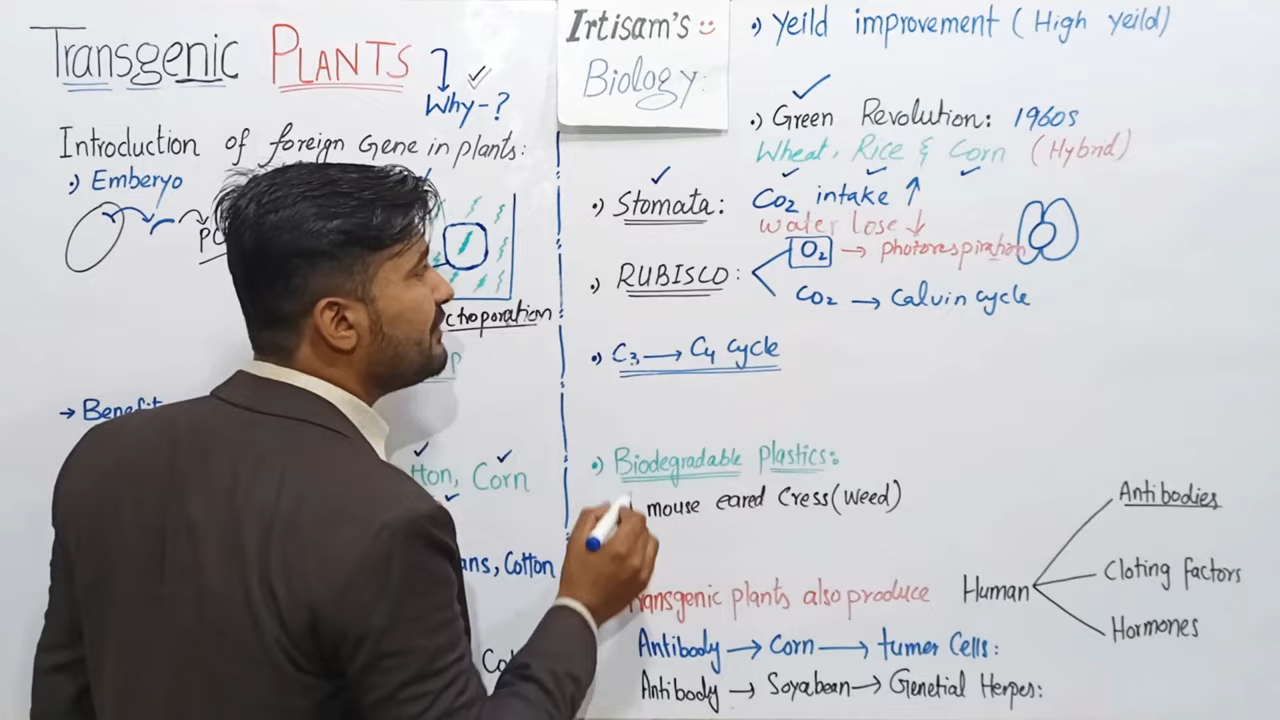 Transgenic PLANTS
Why-?
Introduction of foreign Gene in plants:
•) Emberyo
ctroporation
→ Benefit
tton, Corn
ans, Cotton
Irtisam's
Biology:
•) Yeild improvement (High yeild)
•) Green Revolution: 1960s
Wheat, Rice & Corn (Hybrid)
•) Stomata: CO2 intake ↑
water lose ↓
•) RUBISCO: O2 → photorespiration
CO2 → Calvin cycle
•) C3 → C4 cycle
•) Biodegradable plastics:
mouse eared Cress (weed)
Transgenic plants also produce Human
Antibodies
Cloting factors
Hormones
Antibody → Corn → tumer Cells:
Antibody → Soyabean → Genetial Herpes: